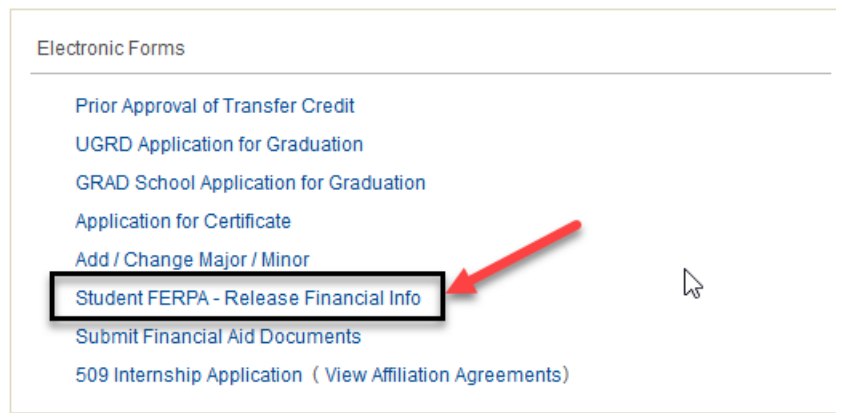 Electronic Forms
Prior Approval of Transfer Credit
UGRD Application for Graduation
GRAD School Application for Graduation
Application for Certificate
Add / Change Major / Minor
Student FERPA - Release Financial Info
Submit Financial Aid Documents
509 Internship Application ( View Affiliation Agreements)